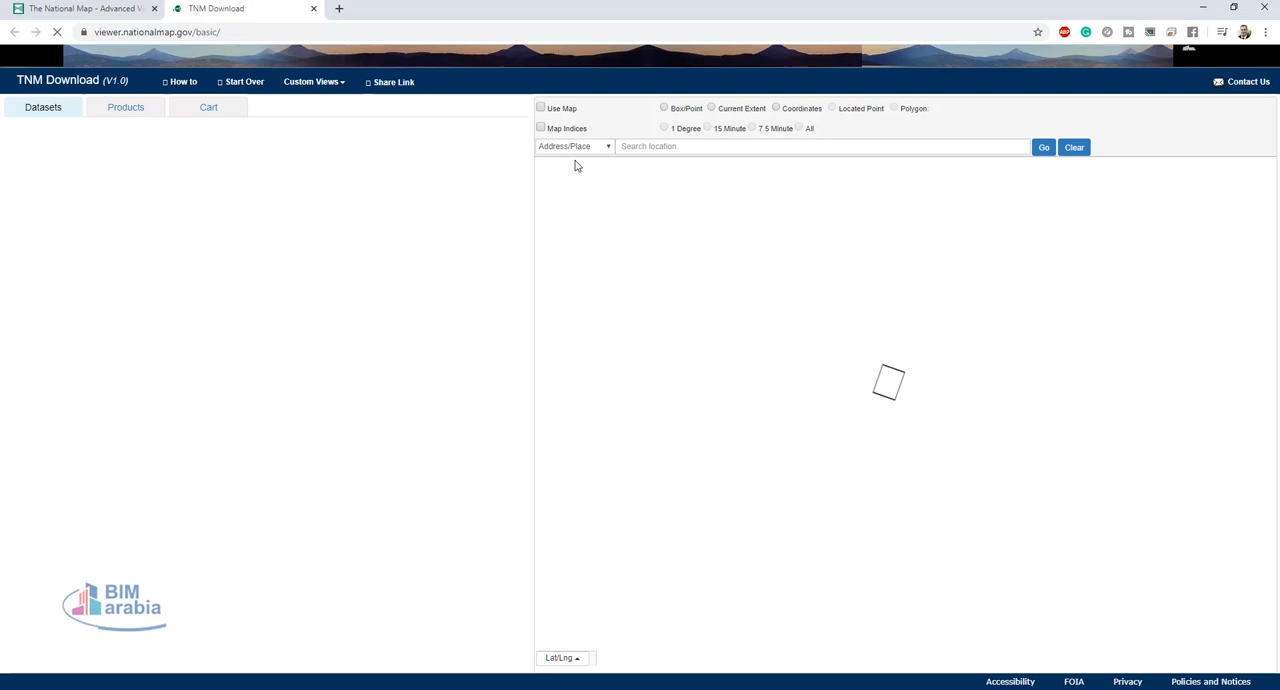 The National Map - Advanced Vi
TNM Download
viewer.nationalmap.gov/basic/
ABP
TNM Download (V1.0)
How to
Start Over
Custom Views
Share Link
Contact Us
Datasets
Products
Cart
Use Map
Box/Point
Current Extent
Coordinates
Located Point
Polygon:
Map Indices
1 Degree
15 Minute
7.5 Minute
All
Address/Place
Search location.
Go
Clear
BIM
arabia
Lat/Lng
Accessibility
FOIA
Privacy
Policies and Notices